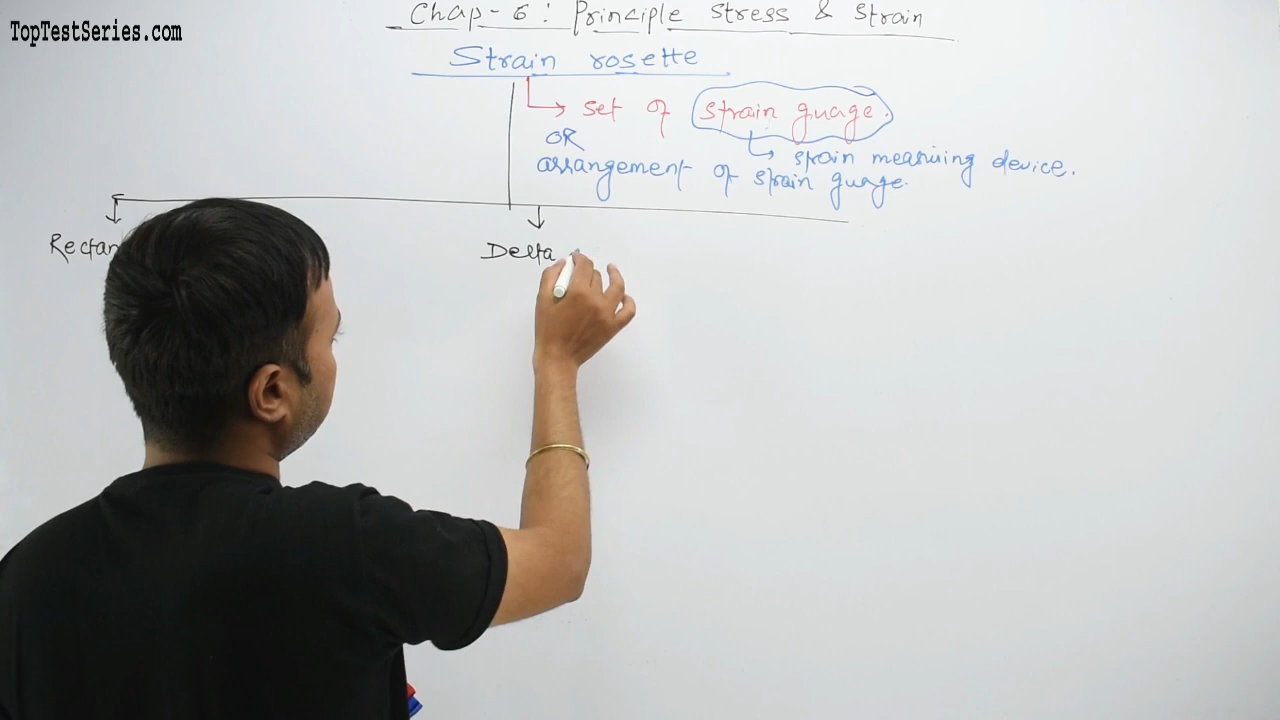 TopTestSeries.com
Chap-6: Principle stress & strain
Strain rosette
set of strain guage.
OR
strain measuring device.
arrangement of strain guage.
Delta